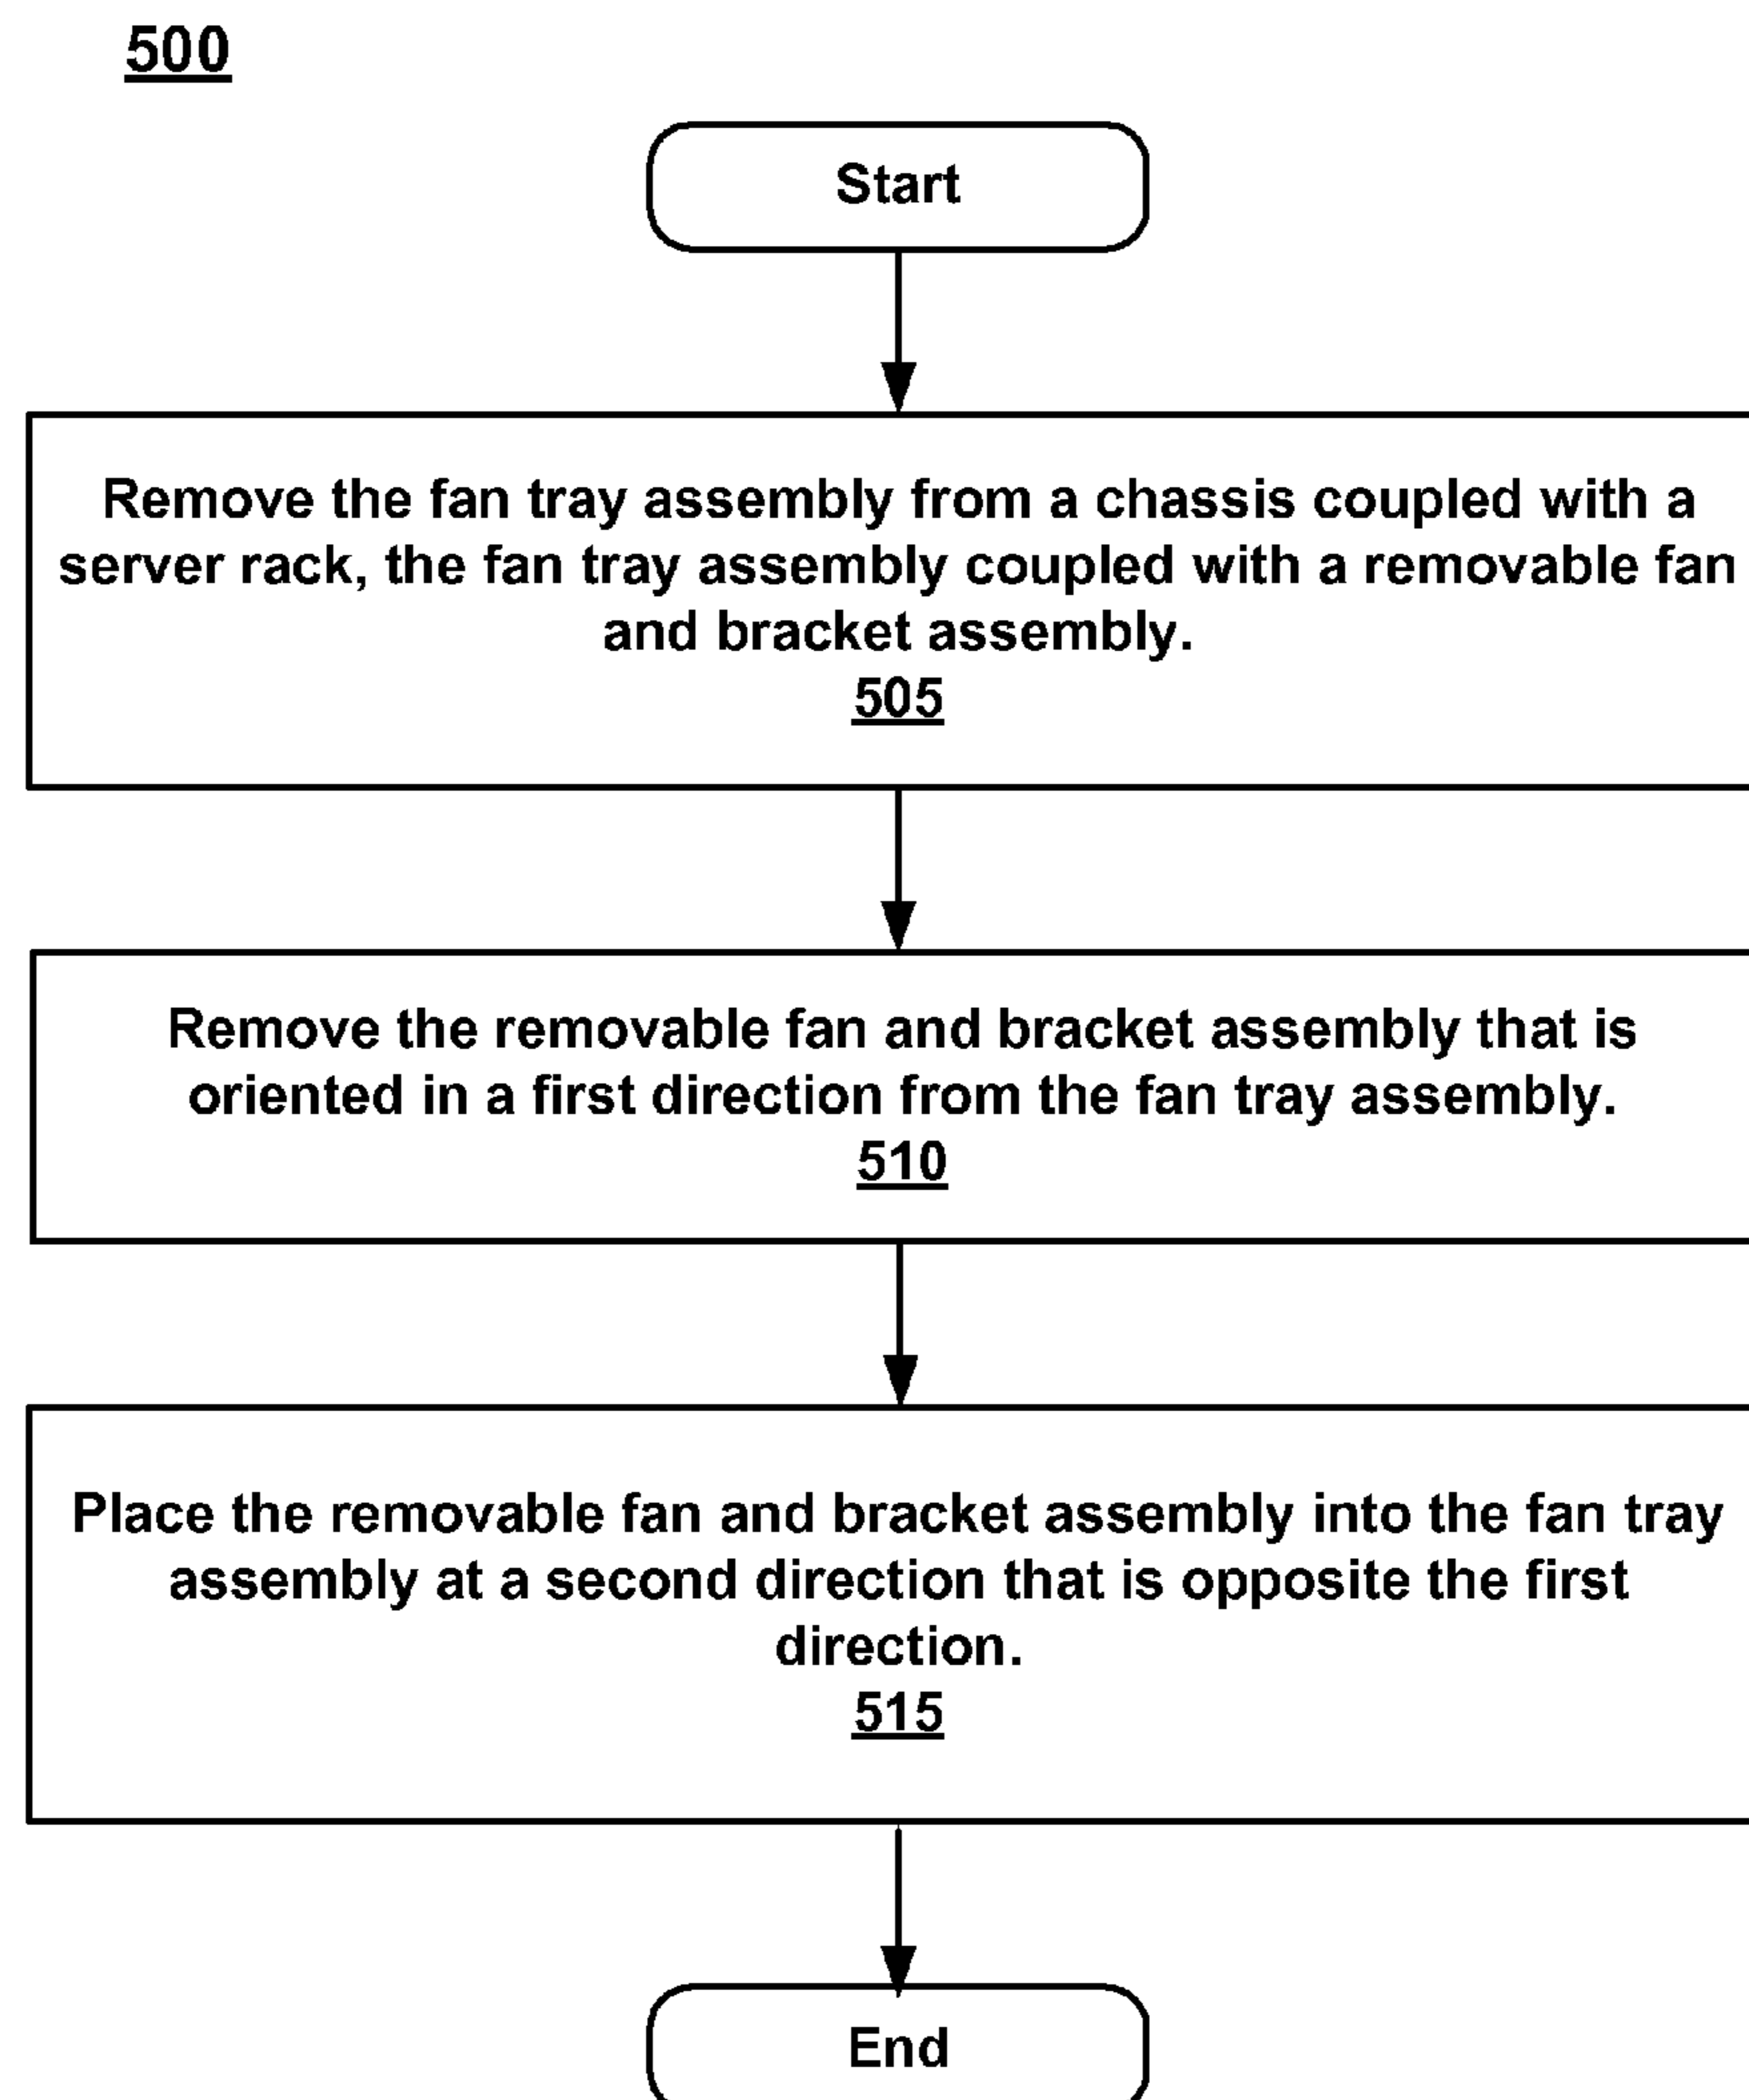 500
Start
Remove the fan tray assembly from a chassis coupled with a
server rack, the fan tray assembly coupled with a removable fan
and bracket assembly.
505
Remove the removable fan and bracket assembly that is
oriented in a first direction from the fan tray assembly.
510
Place the removable fan and bracket assembly into the fan tray
assembly at a second direction that is opposite the first
direction.
515
End